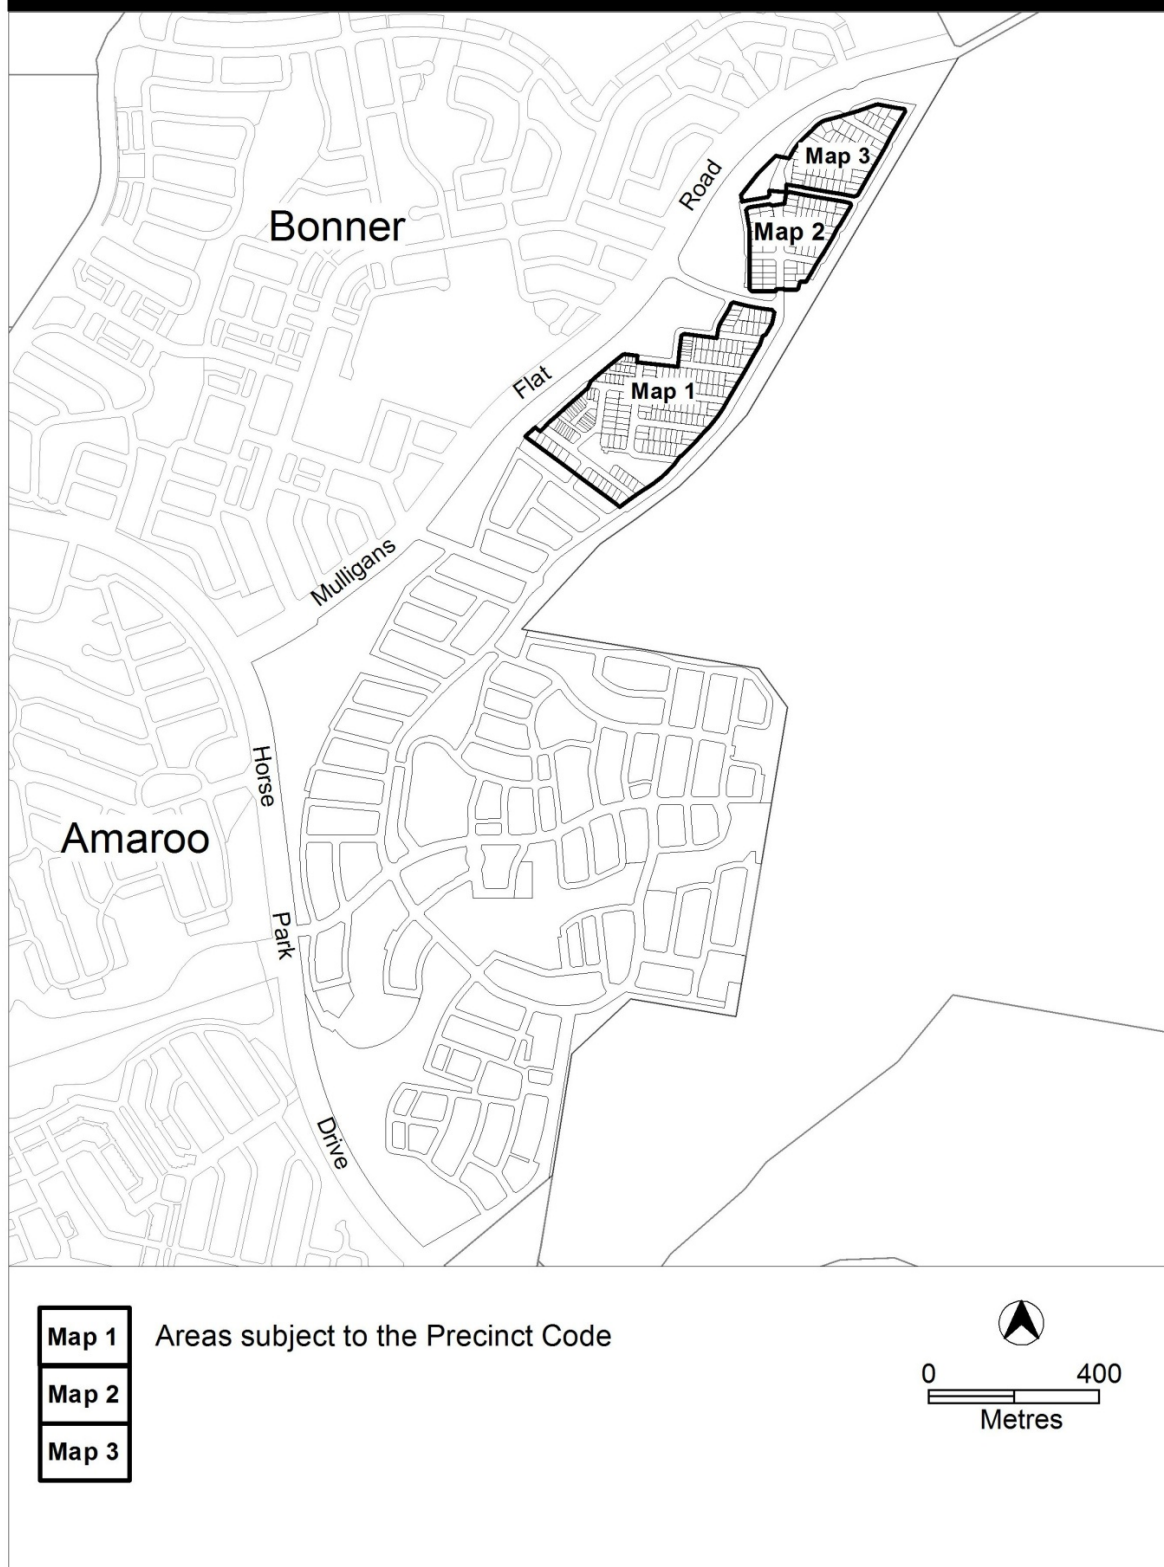 Map 3
Road
Bonner
Map 2
Flat
Map 1
Mulligans
Horse
Amaroo
Park
Drive
Map 1
Areas subject to the Precinct Code
Map 2
Map 3
0 400
Metres